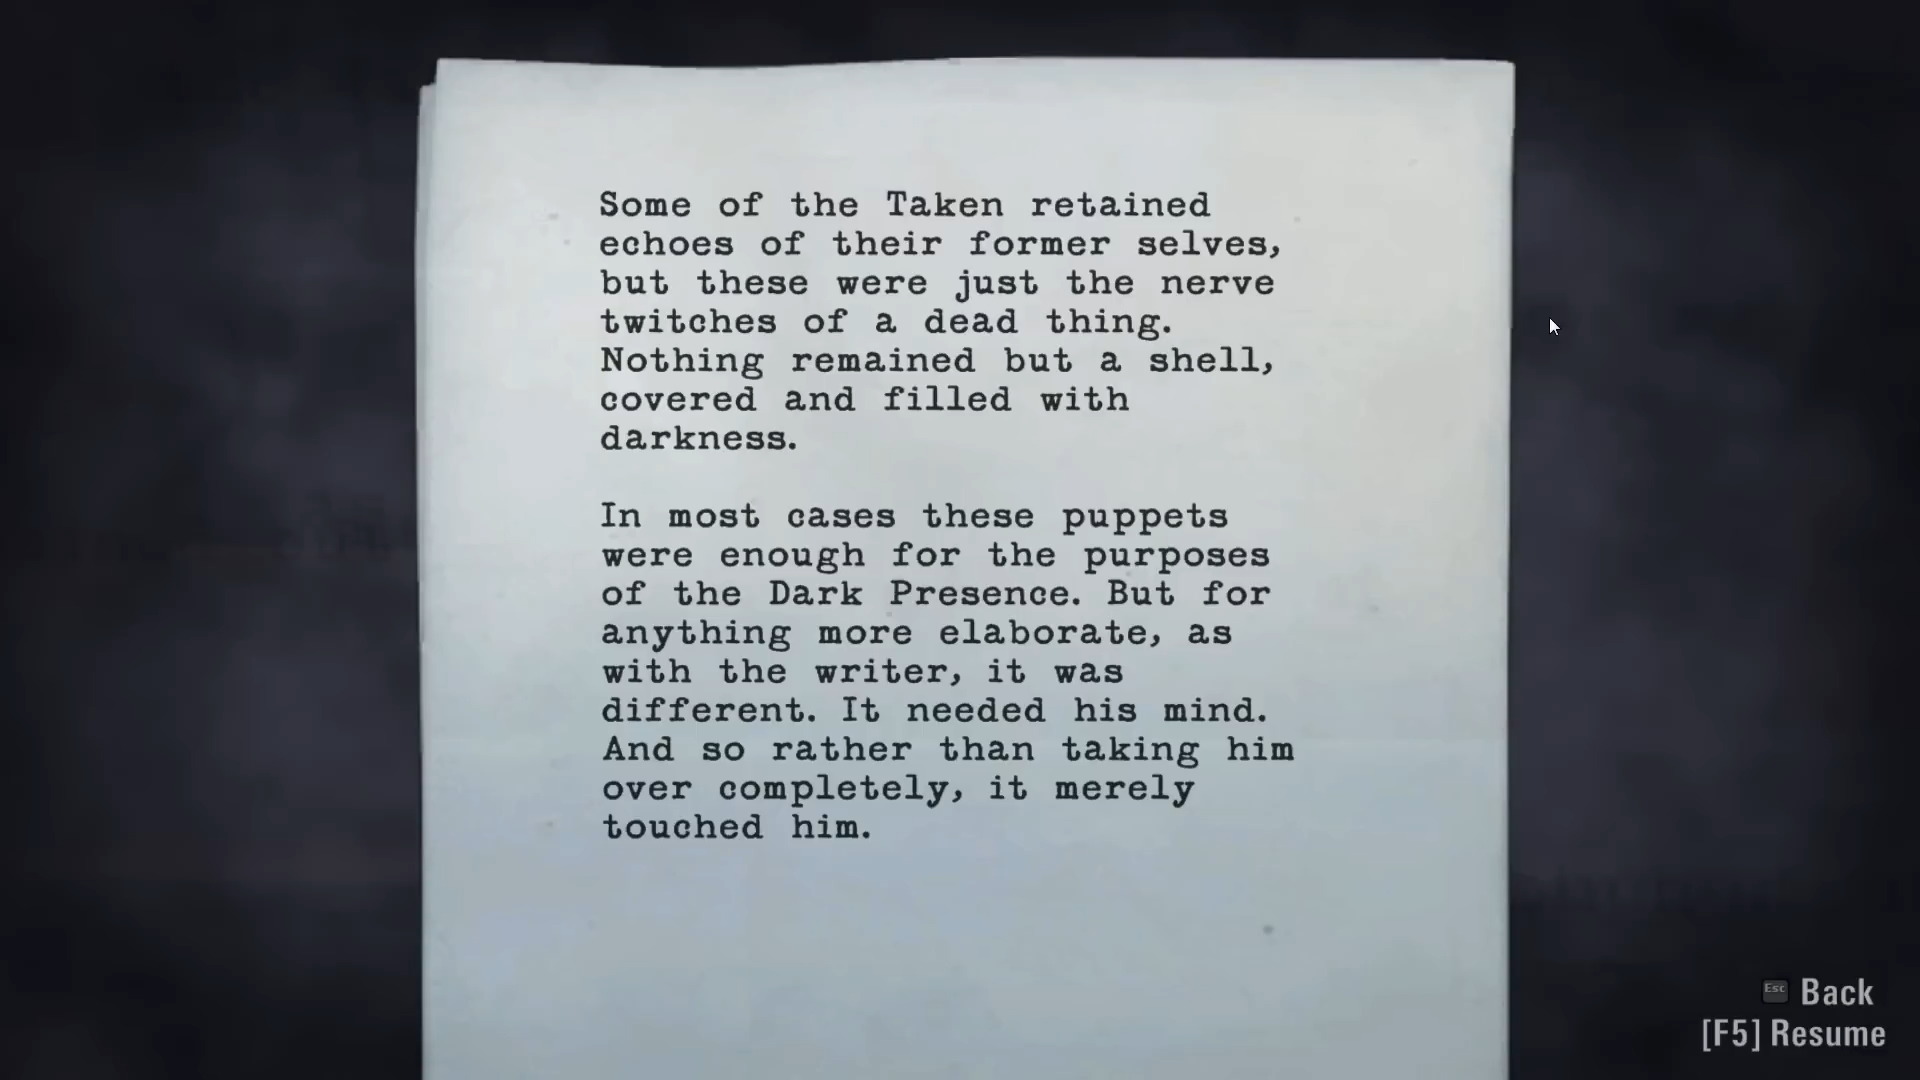 Some of the Taken retained
echoes of their former selves,
but these were just the nerve
twitches of a dead thing.
Nothing remained but a shell,
covered and filled with
darkness.
In most cases these puppets
were enough for the purposes
of the Dark Presence. But for
anything more elaborate, as
with the writer, it was
different. It needed his mind.
And so rather than taking him
over completely, it merely
touched him.
Esc Back
[F5] Resume